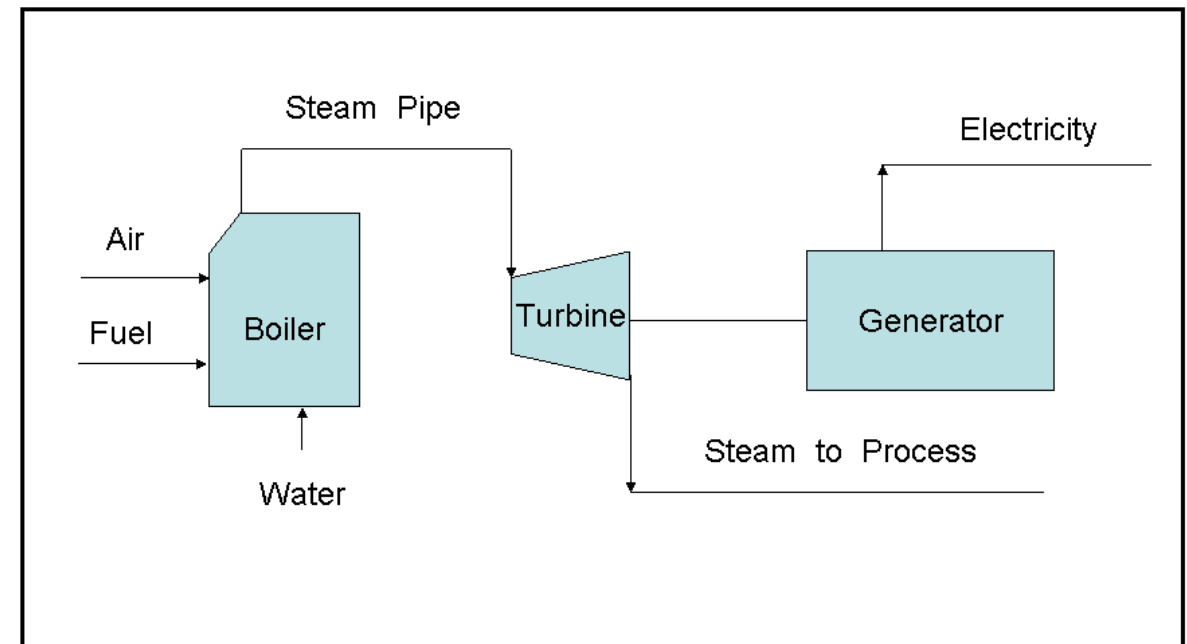 Steam Pipe
Electricity
Air
Fuel
Boiler
Turbine
Generator
Steam to Process
Water